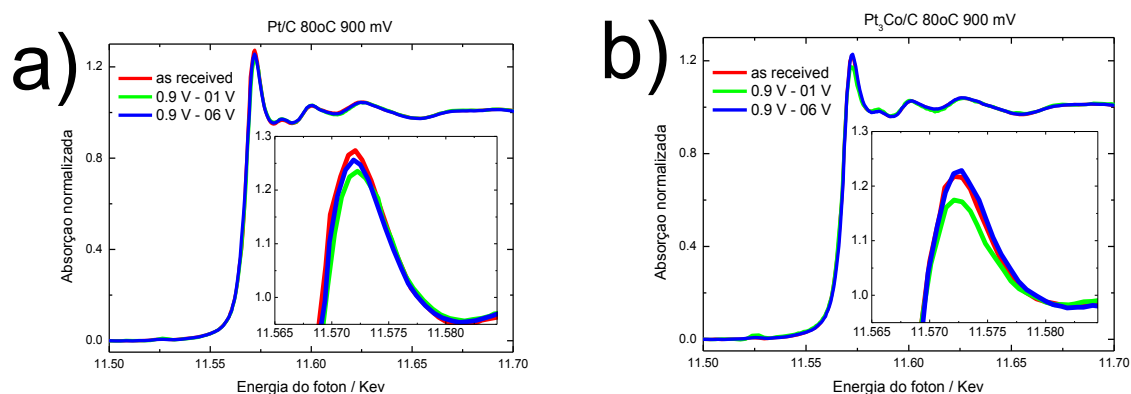 a)
Pt/C 80oC 900 mV
as received
0.9 V - 01 V
0.9 V - 06 V
Absorçao normalizada
1.2
0.8
0.4
0.0
11.50
11.55
11.60
11.65
11.70
Energia do foton / Kev
1.3
1.2
1.1
1.0
11.565
11.570
11.575
11.580
b)
Pt3Co/C 80oC 900 mV
as received
0.9 V - 01 V
0.9 V - 06 V
Absorçao normalizada
1.2
0.8
0.4
0.0
11.50
11.55
11.60
11.65
11.70
Energia do foton / Kev
1.3
1.2
1.1
1.0
11.565
11.570
11.575
11.580